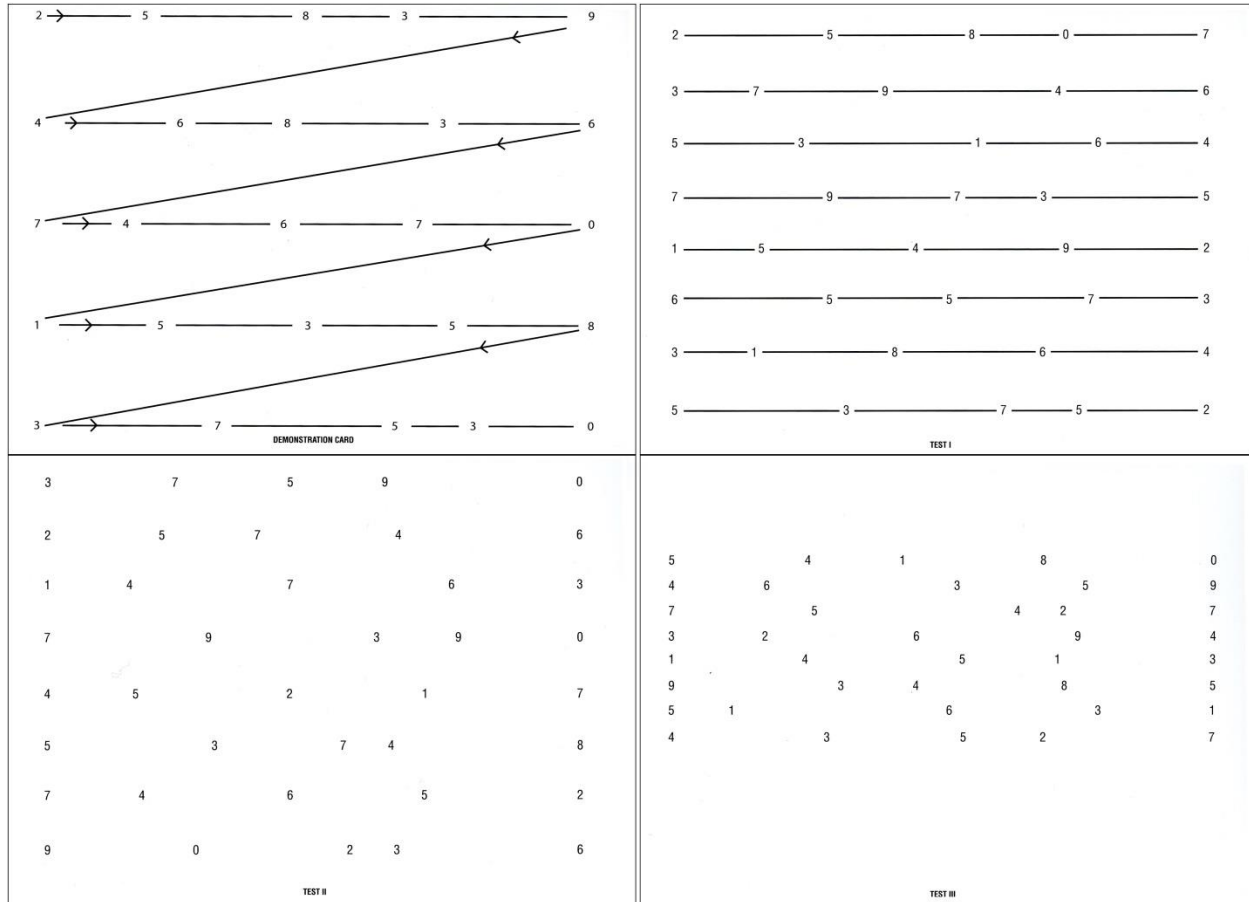 2 5 8 3 9
4 6 8 3 6
7 4 6 7 0
1 5 3 5 8
3 7 5 3 0
DEMONSTRATION CARD
2 5 8 0 7
3 7 9 4 6
5 3 1 6 4
7 9 7 3 5
1 5 4 9 2
6 5 5 7 3
3 1 8 6 4
5 3 7 5 2
TEST I
3 7 5 9 0
2 5 7 4 6
1 4 7 6 3
7 9 3 9 0
4 5 2 1 7
5 3 7 4 8
7 4 6 5 2
9 0 2 3 6
TEST II
5 4 1 8 0
4 6 3 5 9
7 5 4 2 7
3 2 6 9 4
1 4 5 1 3
9 3 4 8 5
5 1 6 3 1
4 3 5 2 7
TEST III